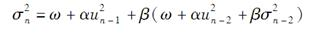 σ²ₙ = ω + αu²ₙ₋₁ + β(ω + αu²ₙ₋₂ + βσ²ₙ₋₂)